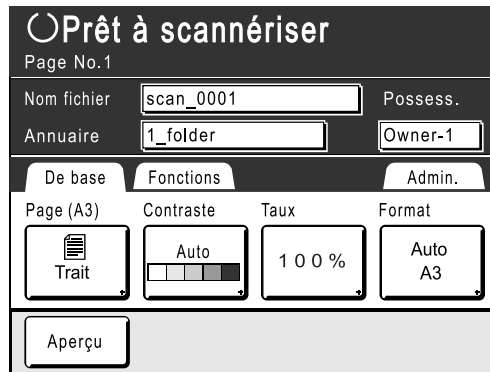 Prêt à scannériser
Page No.1
Nom fichier scan_0001 Possess.
Annuaire 1_folder Owner-1
De base Fonctions Admin.
Page (A3) Contraste Taux Format
Trait Auto 100% Auto A3
Aperçu